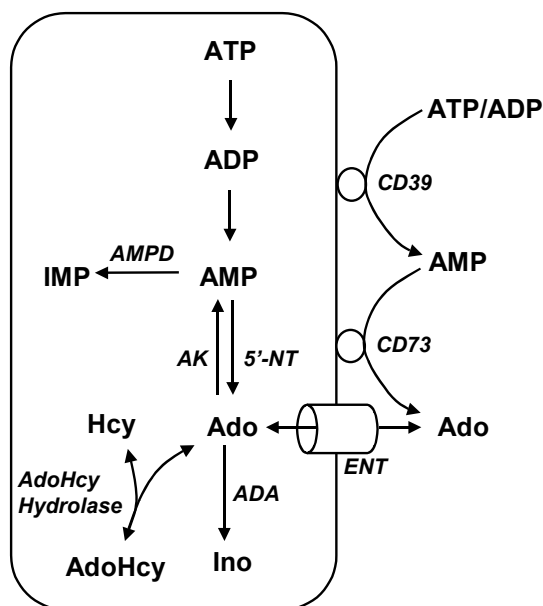 ATP
ATP/ADP
ADP
CD39
AMPD
IMP
AMP
AMP
CD73
AK
5’-NT
Hcy
Ado
Ado
ENT
AdoHcy
Hydrolase
ADA
AdoHcy
Ino